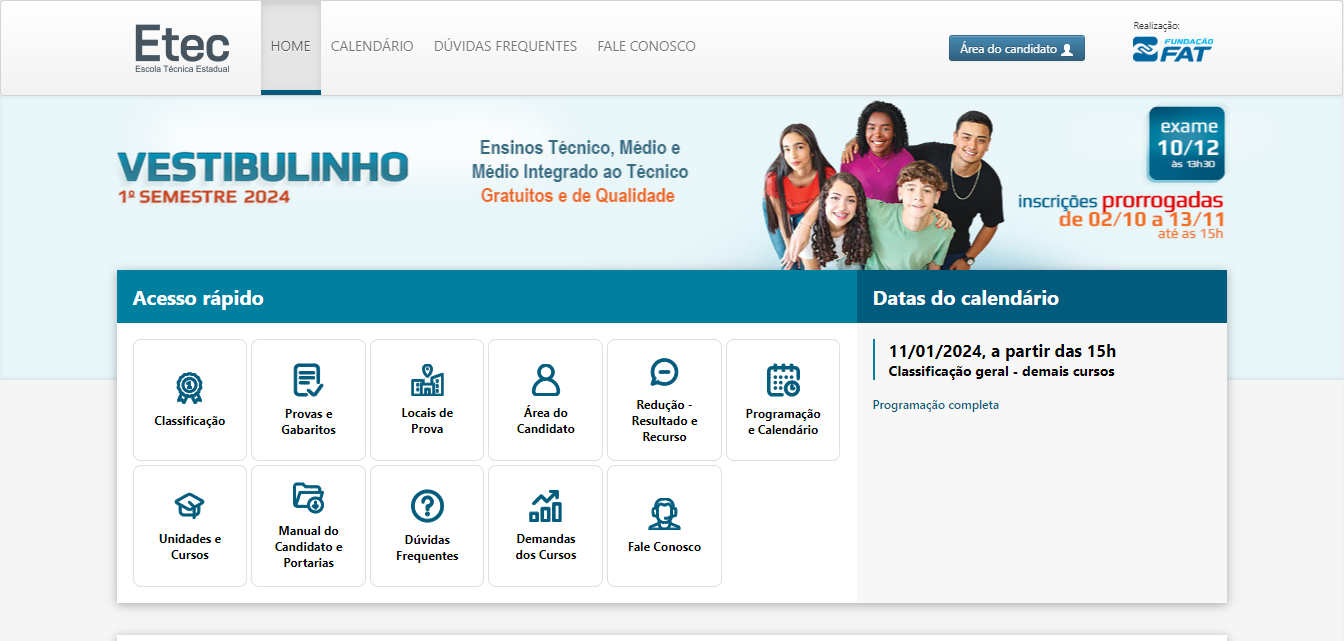 Etec
Escola Técnica Estadual
HOME
CALENDÁRIO
DÚVIDAS FREQUENTES
FALE CONOSCO
Área do candidato
Realização:
FUNDAÇÃO
FAT
VESTIBULINHO
1º SEMESTRE 2024
Ensinos Técnico, Médio e
Médio Integrado ao Técnico
Gratuitos e de Qualidade
exame
10/12
às 13h30
inscrições prorrogadas
de 02/10 a 13/11
até as 15h
Acesso rápido
Classificação
Provas e
Gabaritos
Locais de
Prova
Área do
Candidato
Redução -
Resultado e
Recurso
Programação
e Calendário
Unidades e
Cursos
Manual do
Candidato e
Portarias
Dúvidas
Frequentes
Demandas
dos Cursos
Fale Conosco
Datas do calendário
11/01/2024, a partir das 15h
Classificação geral - demais cursos
Programação completa